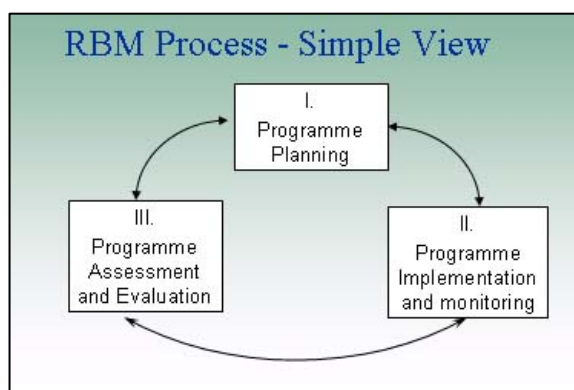 RBM Process - Simple View
I.
Programme
Planning
III.
Programme
Assessment
and Evaluation
II.
Programme
Implementation
and monitoring